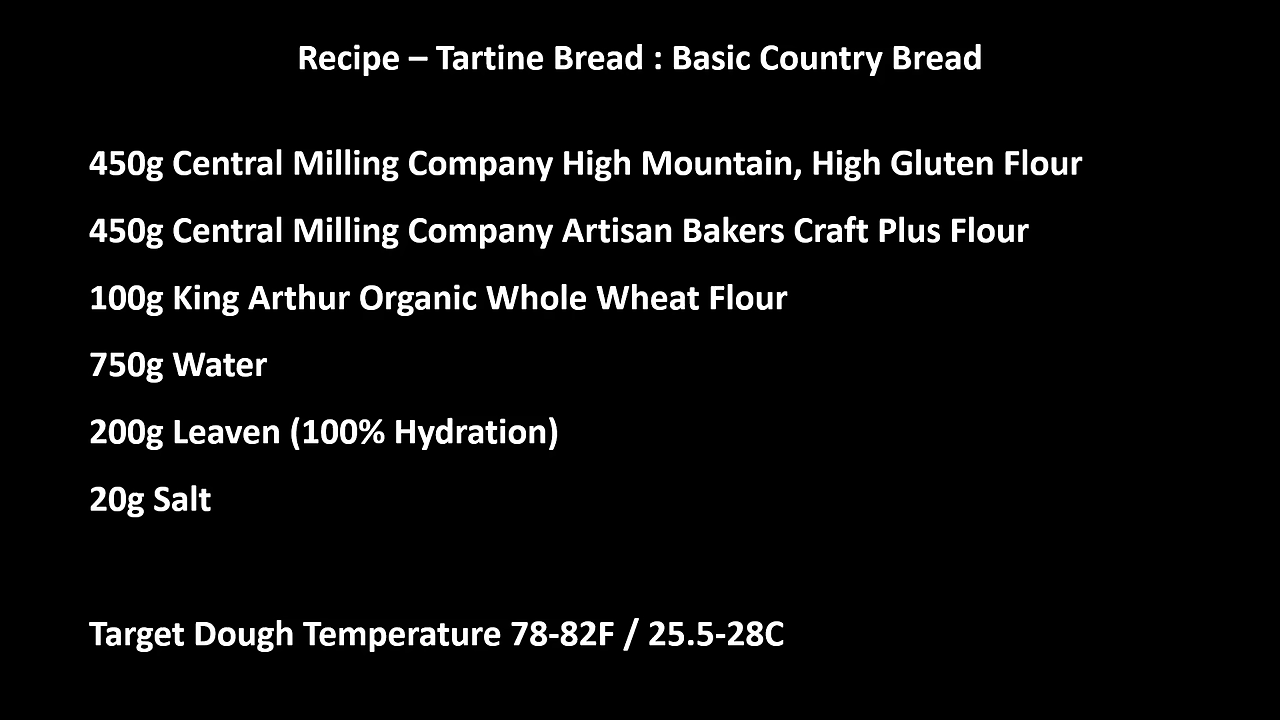 Recipe – Tartine Bread : Basic Country Bread
450g Central Milling Company High Mountain, High Gluten Flour
450g Central Milling Company Artisan Bakers Craft Plus Flour
100g King Arthur Organic Whole Wheat Flour
750g Water
200g Leaven (100% Hydration)
20g Salt
Target Dough Temperature 78-82F / 25.5-28C